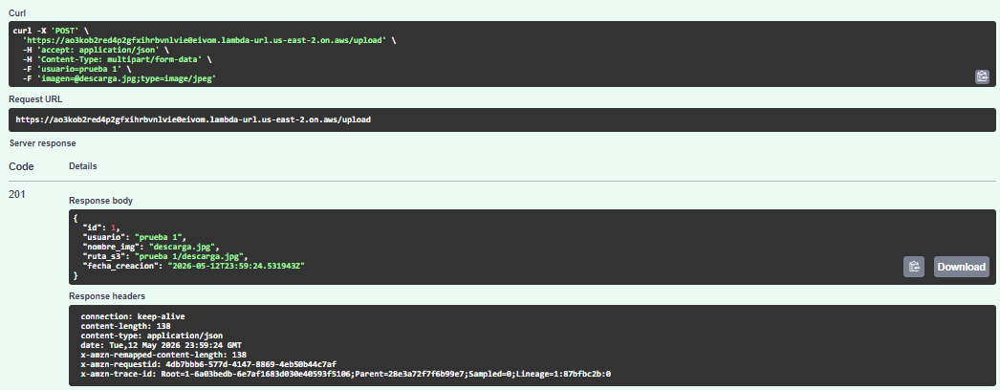 Curl
curl -X 'POST' \
'https://ao3kob2red4p2gfxihrbvnlvie0eivom.lambda-url.us-east-2.on.aws/upload' \
-H 'accept: application/json' \
-H 'Content-Type: multipart/form-data' \
-F 'usuario=prueba 1' \
-F 'imagen=@descarga.jpg;type=image/jpeg'
Request URL
https://ao3kob2red4p2gfxihrbvnlvie0eivom.lambda-url.us-east-2.on.aws/upload
Server response
Code Details
201
Response body
{
"id": 1,
"usuario": "prueba 1",
"nombre_img": "descarga.jpg",
"ruta_s3": "prueba 1/descarga.jpg",
"fecha_creacion": "2026-05-12T23:59:24.531943Z"
}
Download
Response headers
connection: keep-alive
content-length: 138
content-type: application/json
date: Tue,12 May 2026 23:59:24 GMT
x-amzn-remapped-content-length: 138
x-amzn-requestid: 4db7bbb6-577d-4147-8869-4eb50b44c7af
x-amzn-trace-id: Root=1-6a03bedb-6e7af1683d030e40593f5106;Parent=28e3a72f7f6b99e7;Sampled=0;Lineage=1:87bfbc2b:0